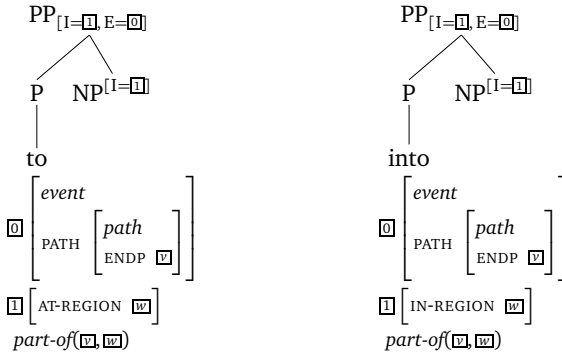 PP[I=1, E=0] PP[I=1, E=0]
P NP[I=1] P NP[I=1]
to into
0 [event 0 [event
PATH [path PATH [path
ENDP v]] ENDP v]]
1 [AT-REGION w] 1 [IN-REGION w]
part-of(v, w) part-of(v, w)